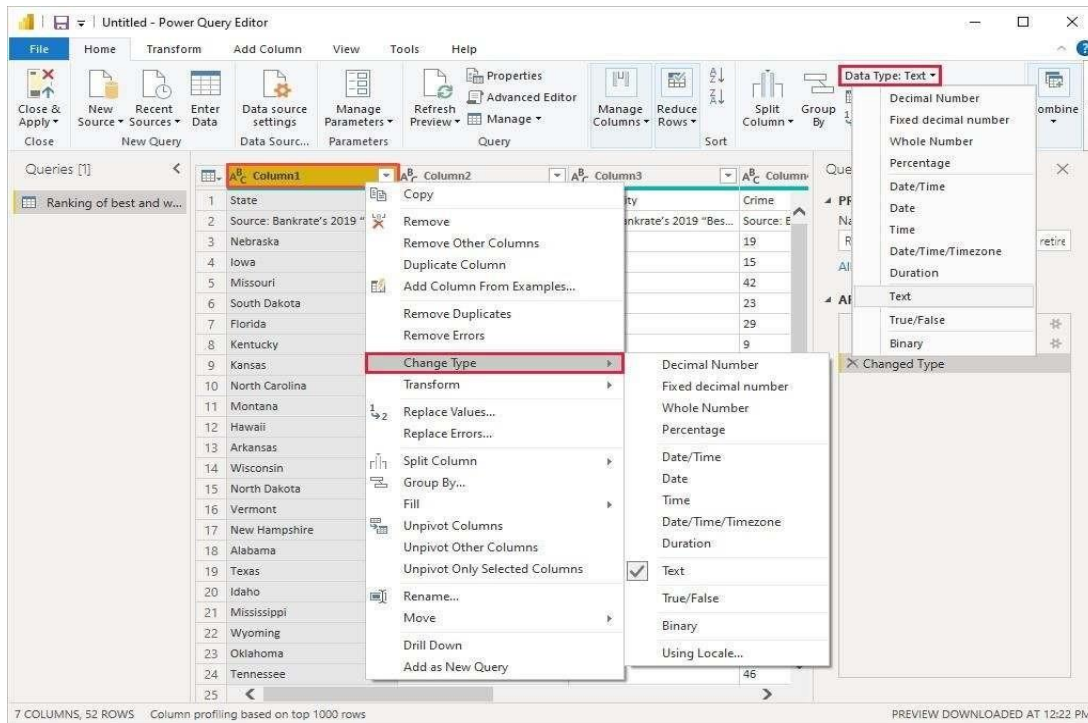 Untitled - Power Query Editor
File Home Transform Add Column View Tools Help
Close & Apply
New Source
Recent Sources
Enter Data
Data source settings
Manage Parameters
Refresh Preview
Properties
Advanced Editor
Manage
Manage Columns
Reduce Rows
Split Column
Group By
Data Type: Text
ombine
Close
New Query
Data Sourc...
Parameters
Query
Sort
Decimal Number
Fixed decimal number
Whole Number
Percentage
Date/Time
Date
Time
Date/Time/Timezone
Duration
Text
True/False
Binary
Queries [1]
Ranking of best and w...
Column1 Column2 Column3 Column
1 State ity Crime
2 Source: Bankrate's 2019 " nkrate's 2019 "Bes... Source: E
3 Nebraska 19
4 Iowa 15
5 Missouri 42
6 South Dakota 23
7 Florida 29
8 Kentucky 9
9 Kansas
10 North Carolina
11 Montana
12 Hawaii
13 Arkansas
14 Wisconsin
15 North Dakota
16 Vermont
17 New Hampshire
18 Alabama
19 Texas
20 Idaho
21 Mississippi
22 Wyoming
23 Oklahoma
24 Tennessee 46
25
Copy
Remove
Remove Other Columns
Duplicate Column
Add Column From Examples...
Remove Duplicates
Remove Errors
Change Type
Transform
Replace Values...
Replace Errors...
Split Column
Group By...
Fill
Unpivot Columns
Unpivot Other Columns
Unpivot Only Selected Columns
Rename...
Move
Drill Down
Add as New Query
Decimal Number
Fixed decimal number
Whole Number
Percentage
Date/Time
Date
Time
Date/Time/Timezone
Duration
Text
True/False
Binary
Using Locale...
Que
PR
Na
R retire
All
AP
Changed Type
7 COLUMNS, 52 ROWS Column profiling based on top 1000 rows
PREVIEW DOWNLOADED AT 12:22 PM